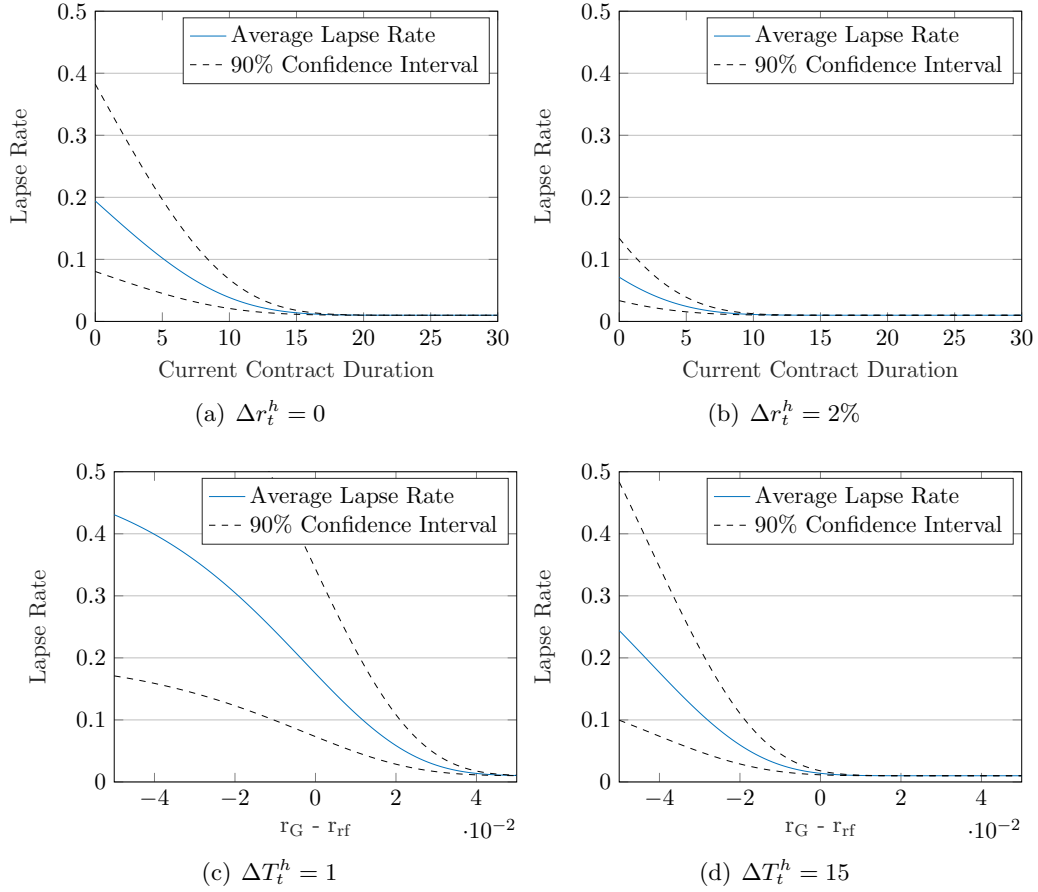 0.5
0.4
0.3
0.2
0.1
0
Lapse Rate
Average Lapse Rate
90% Confidence Interval
0 5 10 15 20 25 30
Current Contract Duration
(a) Δr_t^h = 0
0.5
0.4
0.3
0.2
0.1
0
Lapse Rate
Average Lapse Rate
90% Confidence Interval
0 5 10 15 20 25 30
Current Contract Duration
(b) Δr_t^h = 2%
0.5
0.4
0.3
0.2
0.1
0
Lapse Rate
Average Lapse Rate
90% Confidence Interval
−4 −2 0 2 4
r_G - r_rf
·10^−2
(c) ΔT_t^h = 1
0.5
0.4
0.3
0.2
0.1
0
Lapse Rate
Average Lapse Rate
90% Confidence Interval
−4 −2 0 2 4
r_G - r_rf
·10^−2
(d) ΔT_t^h = 15